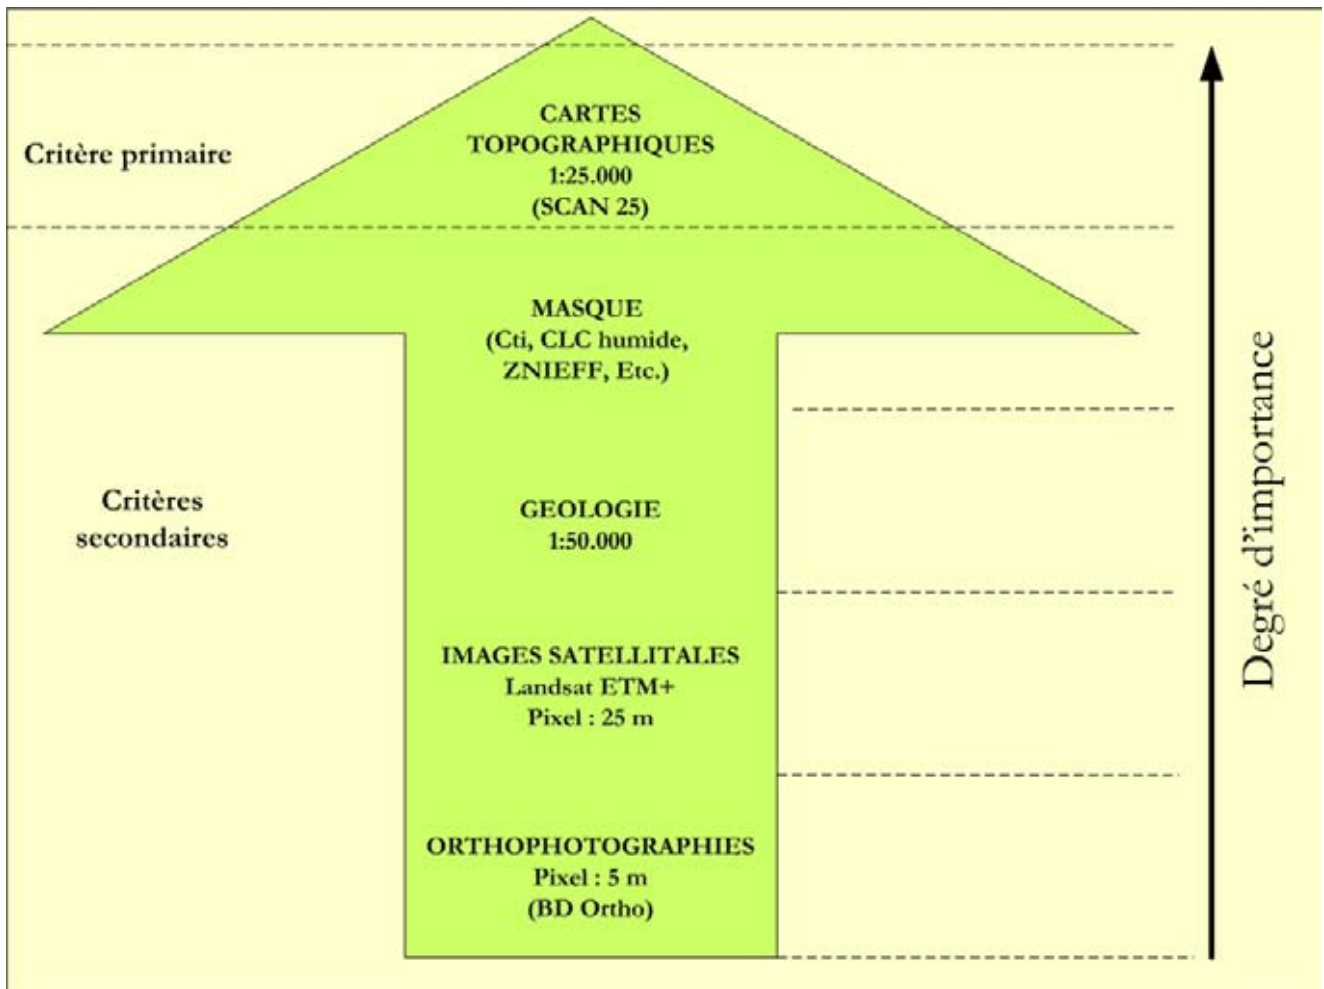 Critère primaire
CARTES
TOPOGRAPHIQUES
1:25.000
(SCAN 25)
MASQUE
(Cti, CLC humide,
ZNIEFF, Etc.)
Critères
secondaires
GEOLOGIE
1:50.000
IMAGES SATELLITALES
Landsat ETM+
Pixel : 25 m
ORTHOPHOTOGRAPHIES
Pixel : 5 m
(BD Ortho)
Degré d'importance